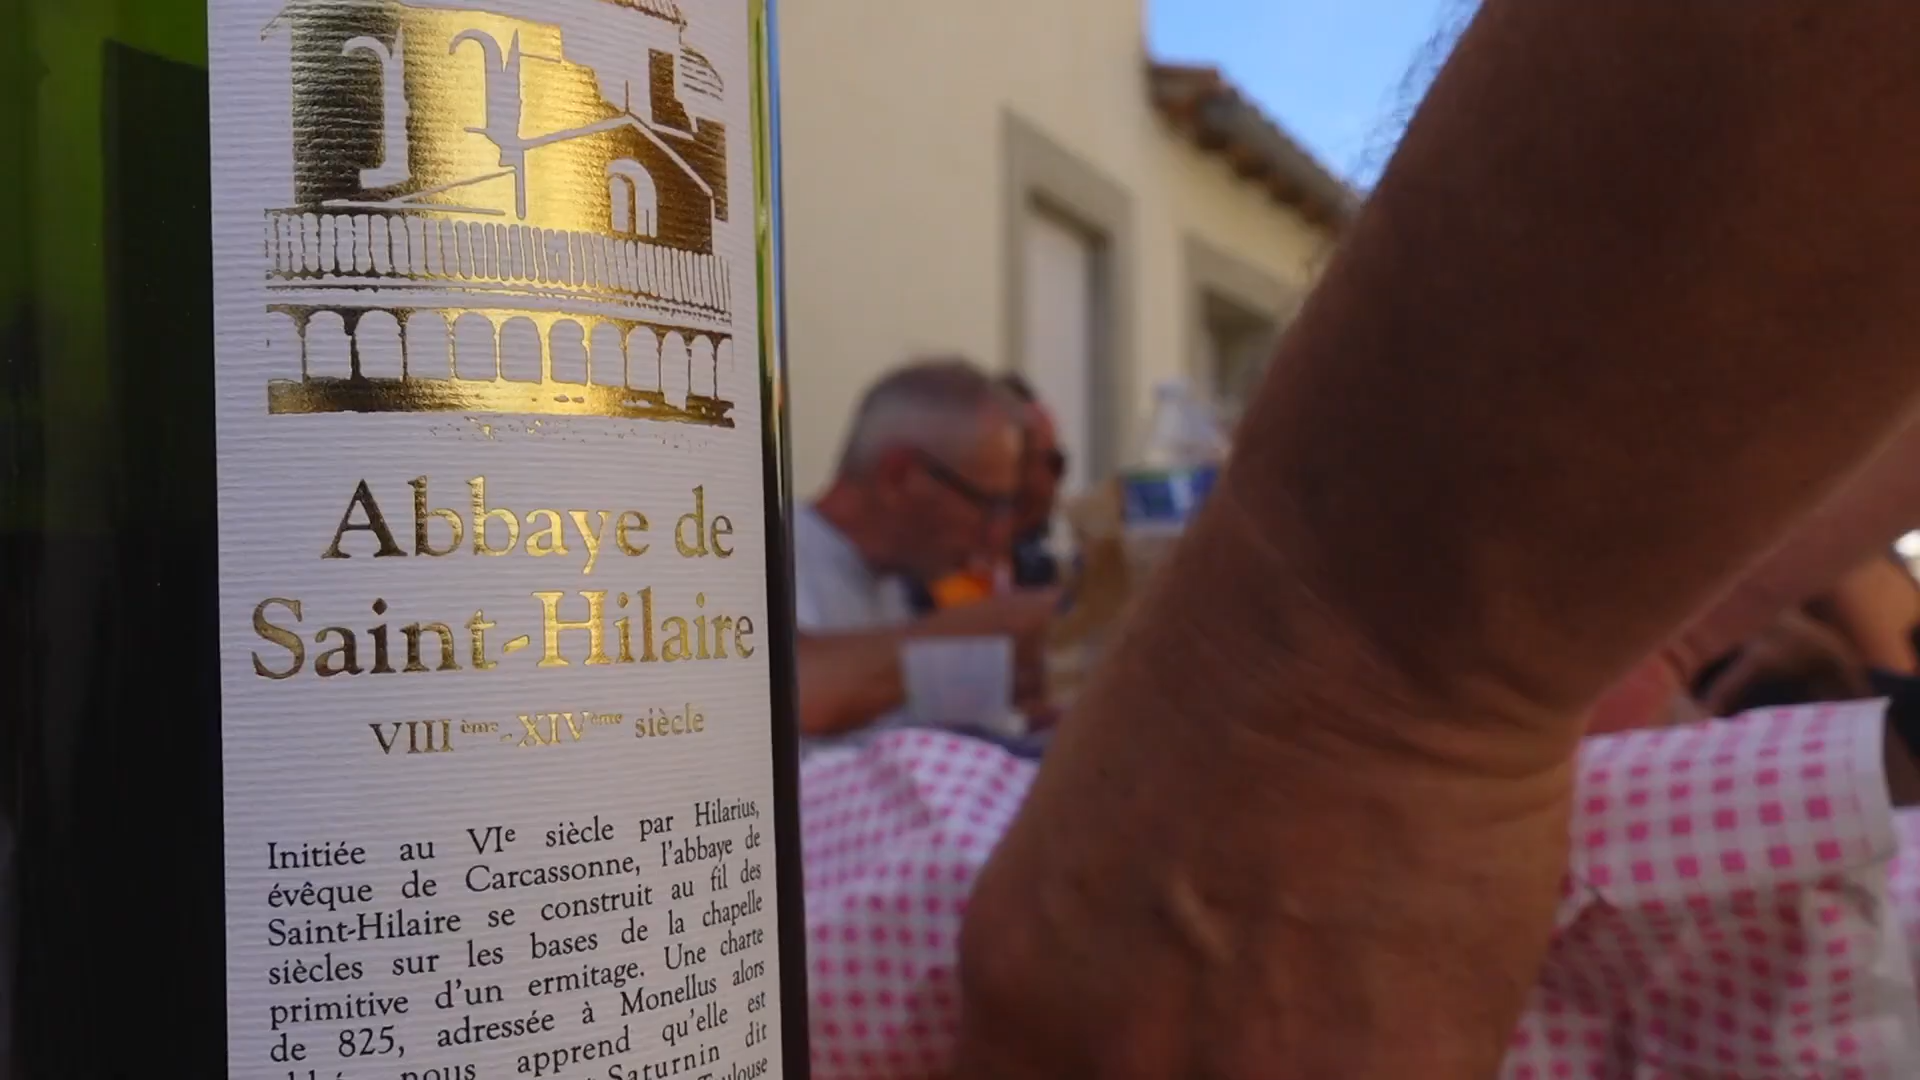 Abbaye de
Saint-Hilaire
VIIIème-XIVème siècle
Initiée au VIe siècle par Hilarius,
évêque de Carcassonne, l'abbaye de
Saint-Hilaire se construit au fil des
siècles sur les bases de la chapelle
primitive d'un ermitage. Une charte
de 825, adressée à Monellus alors
nous apprend qu'elle est
Saturnin dit